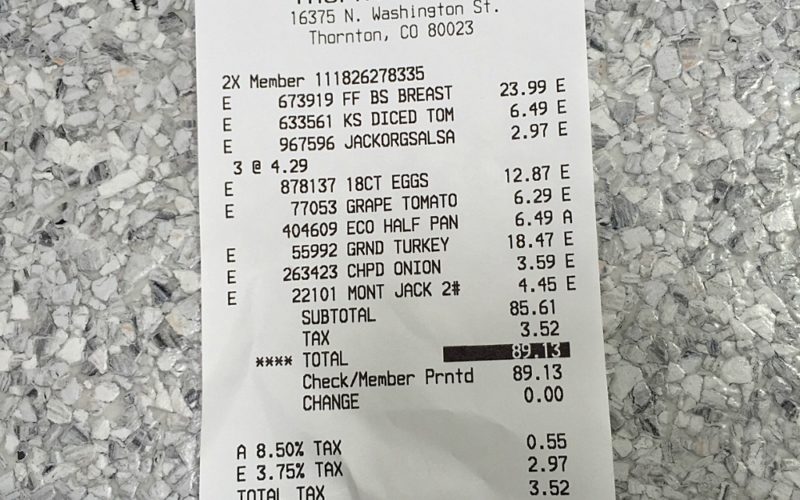 16375 N. Washington St.
Thornton, CO 80023
2X Member 111826278335
E 673919 FF BS BREAST 23.99 E
E 633561 KS DICED TOM 6.49 E
E 967596 JACKORGSALSA 2.97 E
3 @ 4.29
E 878137 18CT EGGS 12.87 E
E 77053 GRAPE TOMATO 6.29 E
404609 ECO HALF PAN 6.49 A
E 55992 GRND TURKEY 18.47 E
E 263423 CHPD ONION 3.59 E
E 22101 MONT JACK 2# 4.45 E
SUBTOTAL 85.61
TAX 3.52
**** TOTAL 89.13
Check/Member Prntd 89.13
CHANGE 0.00
A 8.50% TAX 0.55
E 3.75% TAX 2.97
TOTAL TAX 3.52